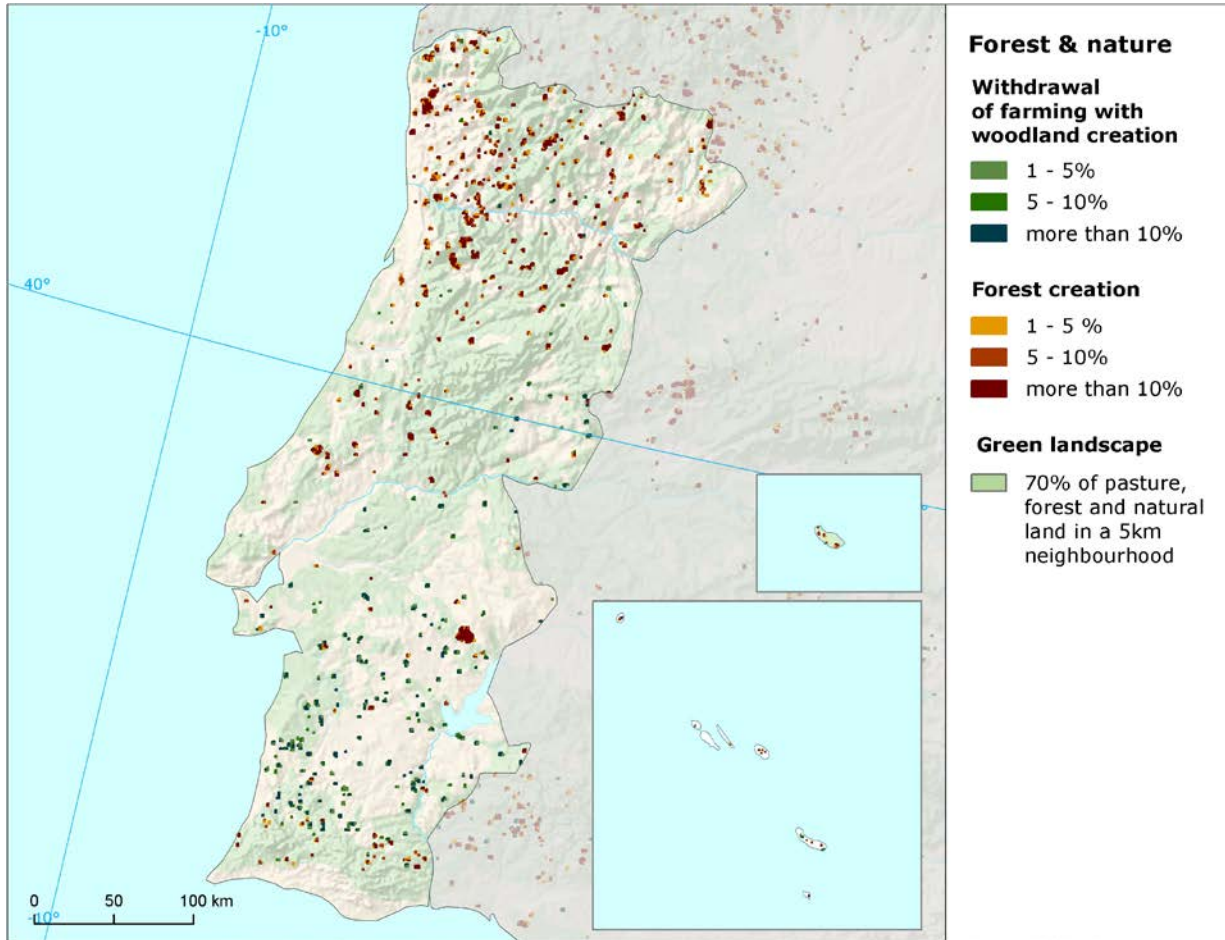 -10°
40°
0 50 100 km
-10°
Forest & nature
Withdrawal
of farming with
woodland creation
1 - 5%
5 - 10%
more than 10%
Forest creation
1 - 5 %
5 - 10%
more than 10%
Green landscape
70% of pasture,
forest and natural
land in a 5km
neighbourhood